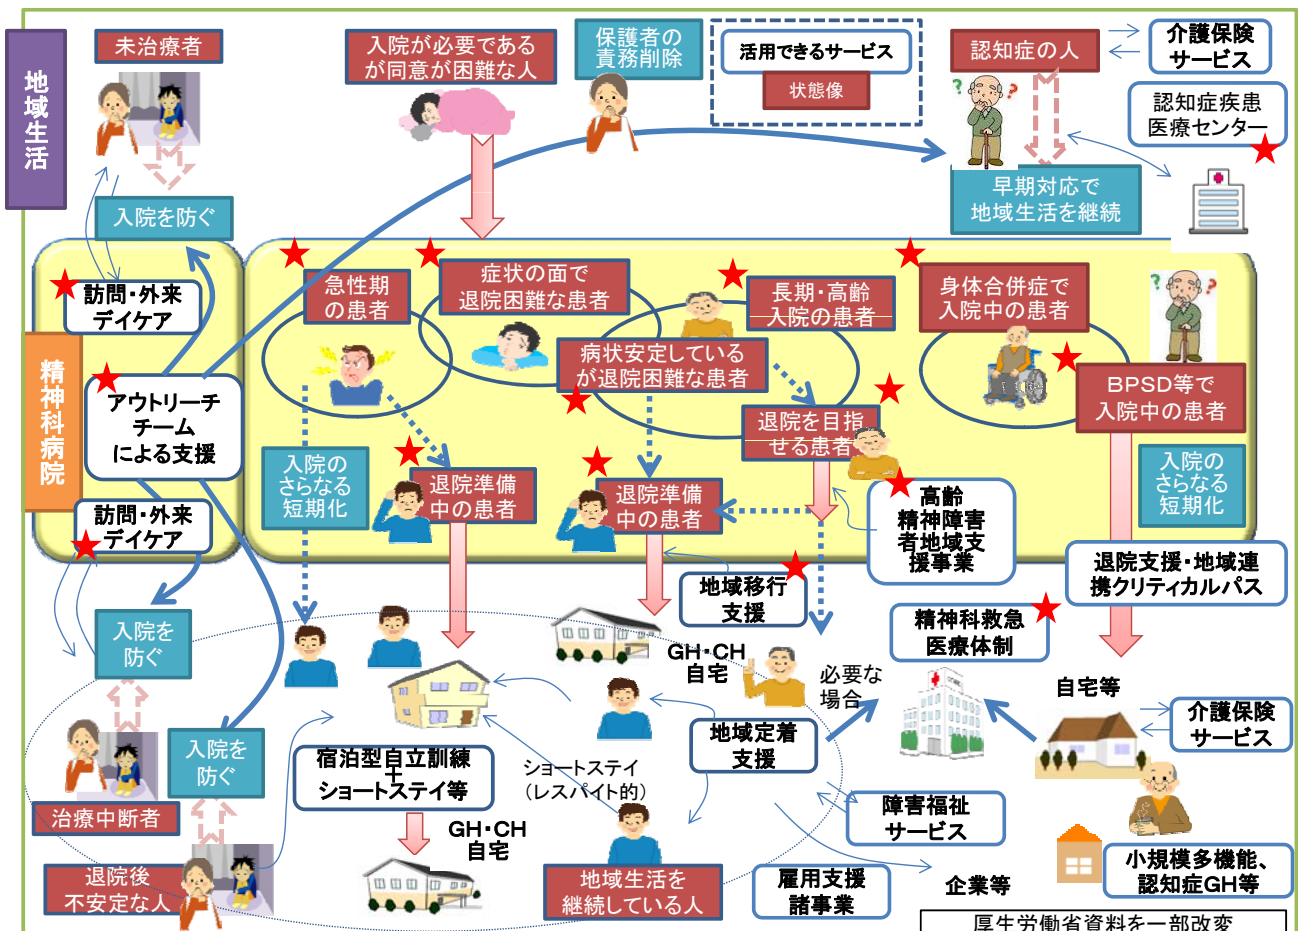 地域生活
未治療者
入院が必要である
が同意が困難な人
保護者の
責務削除
活用できるサービス
状態像
認知症の人
介護保険
サービス
認知症疾患
医療センター
? ?
早期対応で
地域生活を継続
入院を防ぐ
訪問・外来
デイケア
急性期
の患者
症状の面で
退院困難な患者
長期・高齢
入院の患者
身体合併症で
入院中の患者
? ?
精神科病院
アウトリーチ
チーム
による支援
病状安定している
が退院困難な患者
BPSD等で
入院中の患者
退院を目指
せる患者
入院の
さらなる
短期化
退院準備
中の患者
退院準備
中の患者
高齢
精神障害
者地域支
援事業
入院の
さらなる
短期化
訪問・外来
デイケア
退院支援・地域連
携クリティカルパス
地域移行
支援
精神科救急
医療体制
入院を
防ぐ
GH・CH
自宅
必要な
場合
自宅等
介護保険
サービス
入院を
防ぐ
地域定着
支援
宿泊型自立訓練
+
ショートステイ等
ショートステイ
(レスパイト的)
治療中断者
障害福祉
サービス
GH・CH
自宅
小規模多機能、
認知症GH等
退院後
不安定な人
地域生活を
継続している人
雇用支援
諸事業
企業等
厚生労働省資料を一部改変